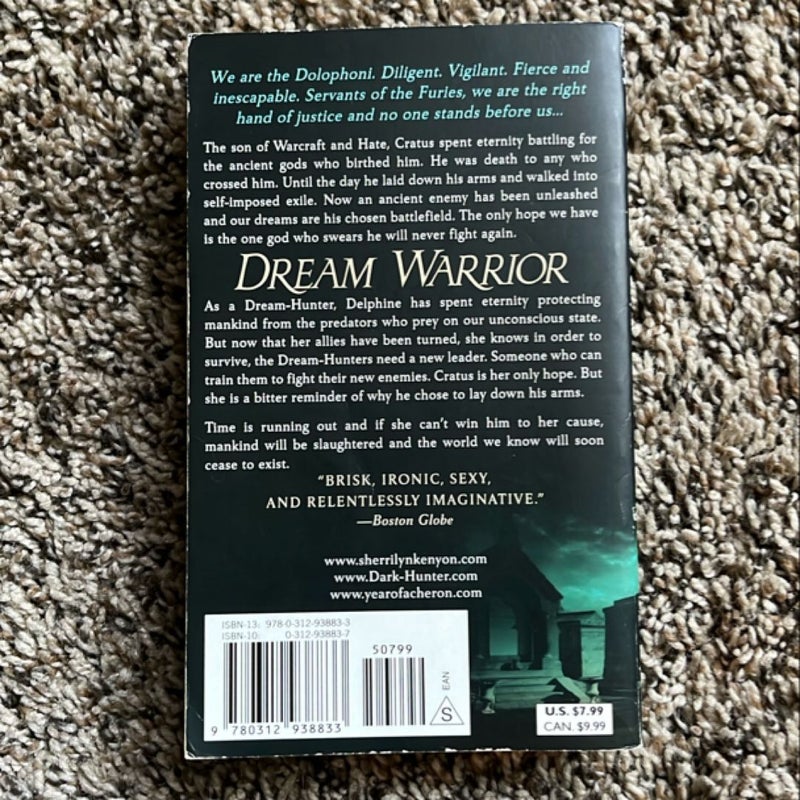 We are the Dolophoni. Diligent. Vigilant. Fierce and
inescapable. Servants of the Furies, we are the right
hand of justice and no one stands before us...
The son of Warcraft and Hate, Cratus spent eternity battling for
the ancient gods who birthed him. He was death to any who
crossed him. Until the day he laid down his arms and walked into
self-imposed exile. Now an ancient enemy has been unleashed
and our dreams are his chosen battlefield. The only hope we have
is the one god who swears he will never fight again.
DREAM WARRIOR
As a Dream-Hunter, Delphine has spent eternity protecting
mankind from the predators who prey on our unconscious state.
But now that her allies have been turned, she knows in order to
survive, the Dream-Hunters need a new leader. Someone who can
train them to fight their new enemies. Cratus is her only hope. But
she is a bitter reminder of why he chose to lay down his arms.
Time is running out and if she can't win him to her cause,
mankind will be slaughtered and the world we know will soon
cease to exist.
"BRISK, IRONIC, SEXY,
AND RELENTLESSLY IMAGINATIVE."
—Boston Globe
www.sherrilynkenyon.com
www.Dark-Hunter.com
www.yearofacheron.com
ISBN-13: 978-0-312-93883-3
ISBN-10: 0-312-93883-7
50799
9 780312 938833
S
EAN
U.S. $7.99
CAN. $9.99